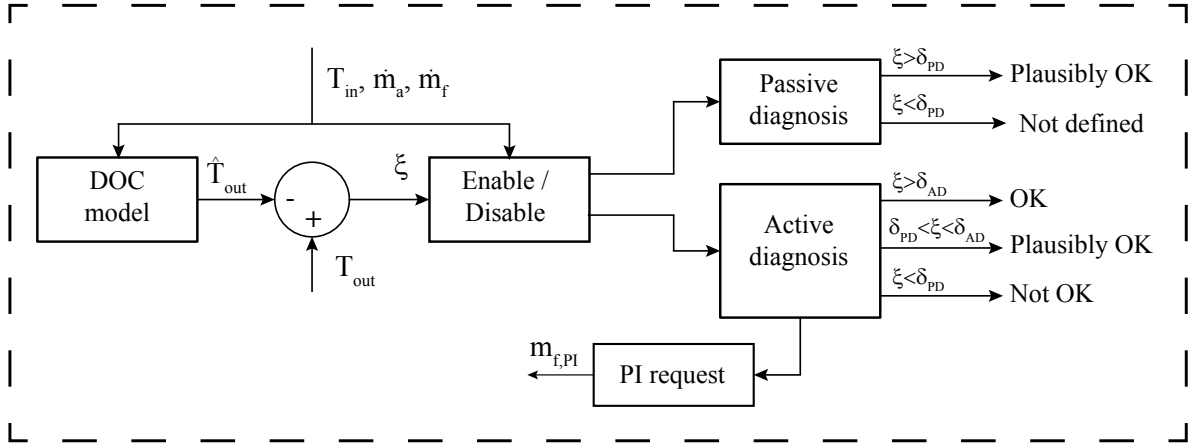 T_in, ṁ_a, ṁ_f
DOC
model
T̂_out
-
+
T_out
ξ
Enable /
Disable
Passive
diagnosis
ξ>δ_PD
Plausibly OK
ξ<δ_PD
Not defined
Active
diagnosis
ξ>δ_AD
OK
δ_PD<ξ<δ_AD
Plausibly OK
ξ<δ_PD
Not OK
PI request
m_f,PI